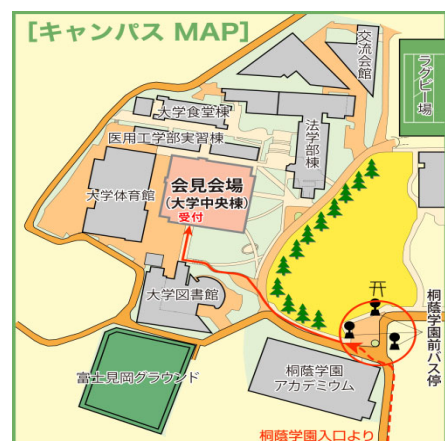 [キャンパス MAP]
交流会館
ラグビー場
大学食堂棟
医用工学部実習棟
法学部棟
大学体育館
会見会場
(大学中央棟)
受付
大学図書館
桐蔭学園前バス停
富士見岡グラウンド
桐蔭学園
アカデミウム
桐蔭学園入口より